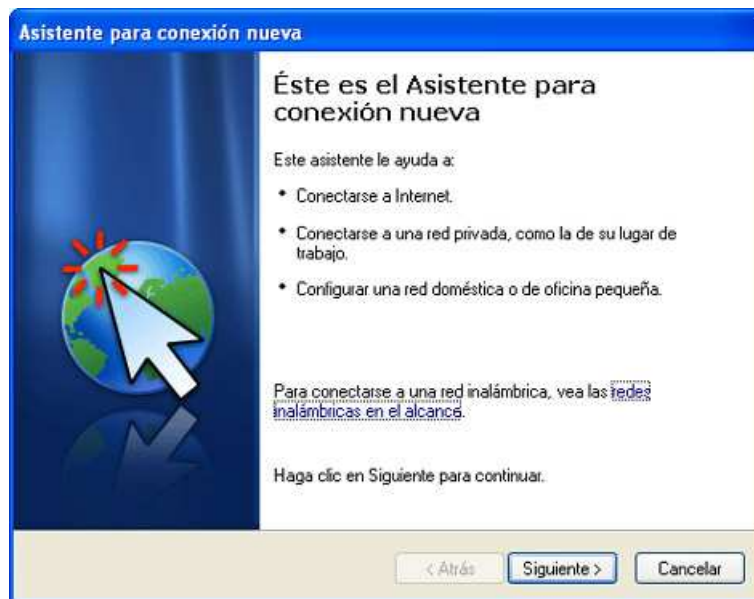 Asistente para conexión nueva
Éste es el Asistente para
conexión nueva
Este asistente le ayuda a:
• Conectarse a Internet.
• Conectarse a una red privada, como la de su lugar de
trabajo.
• Configurar una red doméstica o de oficina pequeña.
Para conectarse a una red inalámbrica, vea las redes
inalámbricas en el alcance.
Haga clic en Siguiente para continuar.
< Atrás
Siguiente >
Cancelar